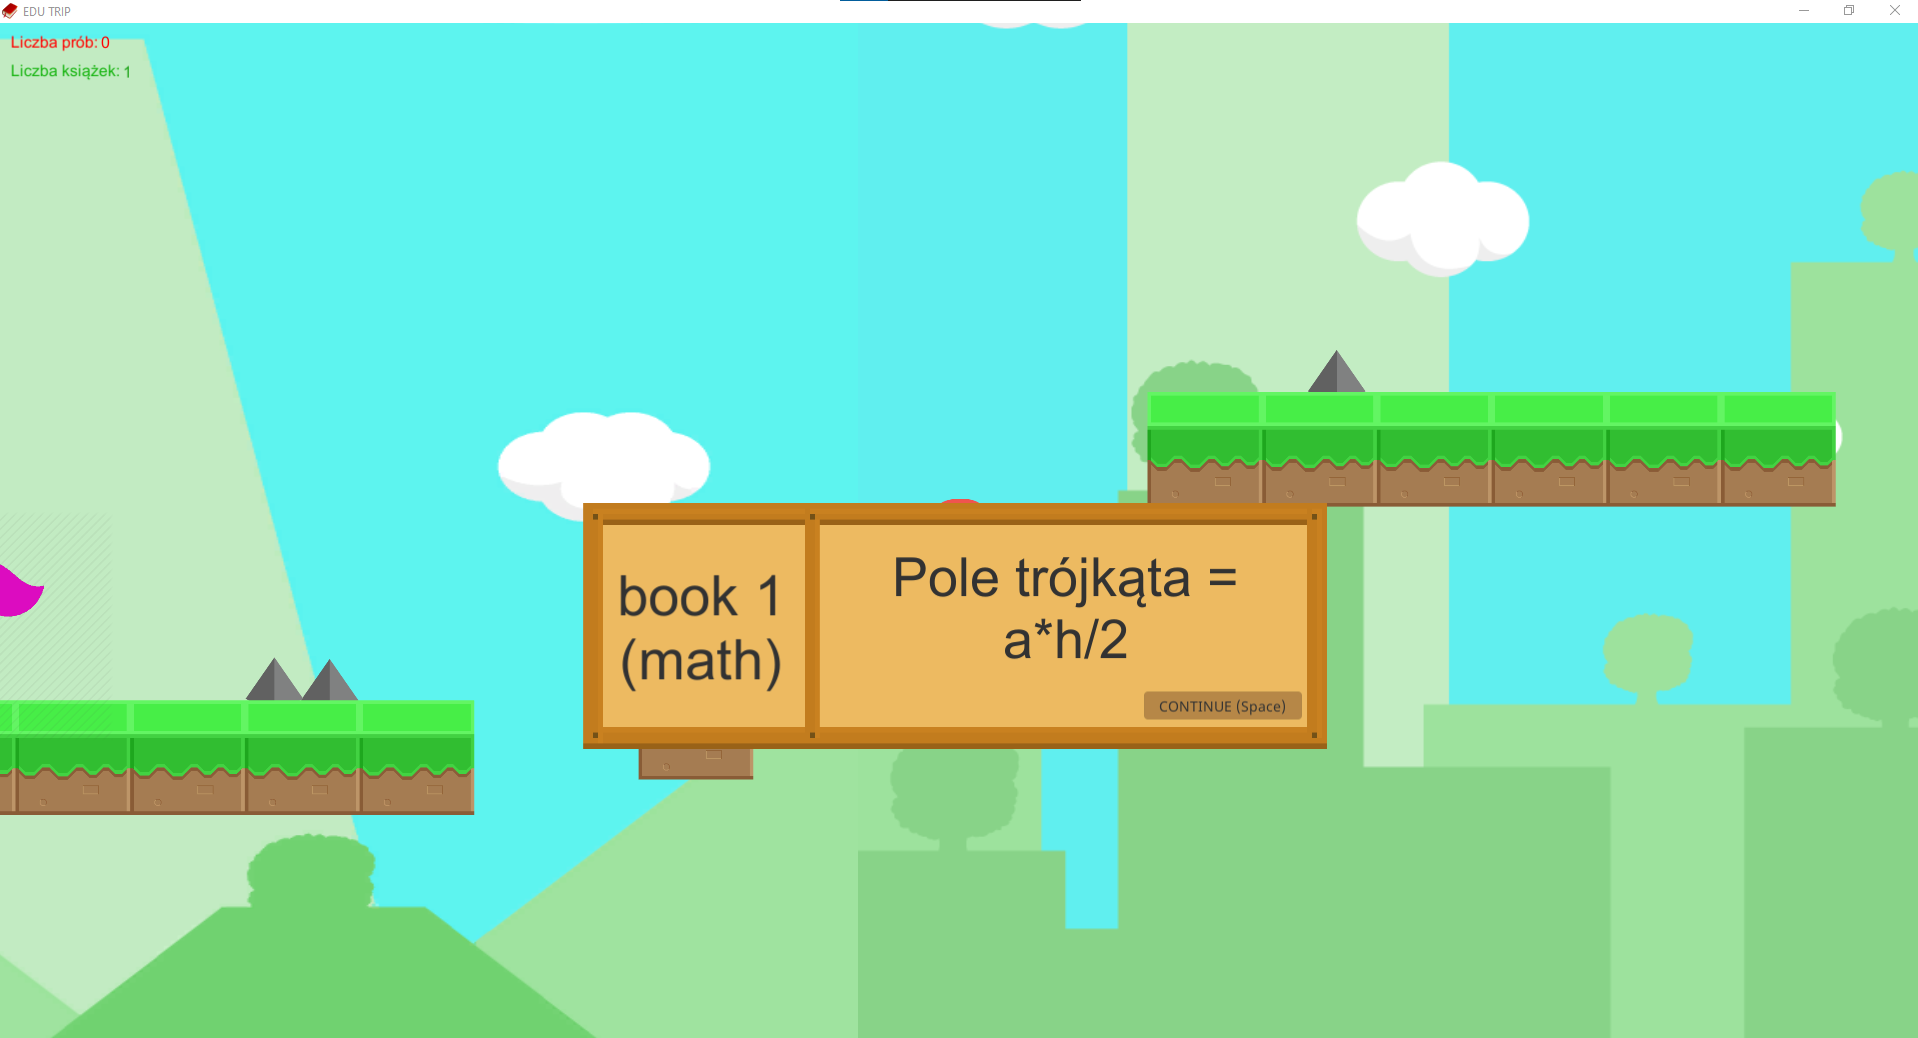 EDU TRIP
Liczba prób: 0
Liczba książek: 1
book 1
(math)
Pole trójkąta =
a*h/2
CONTINUE (Space)